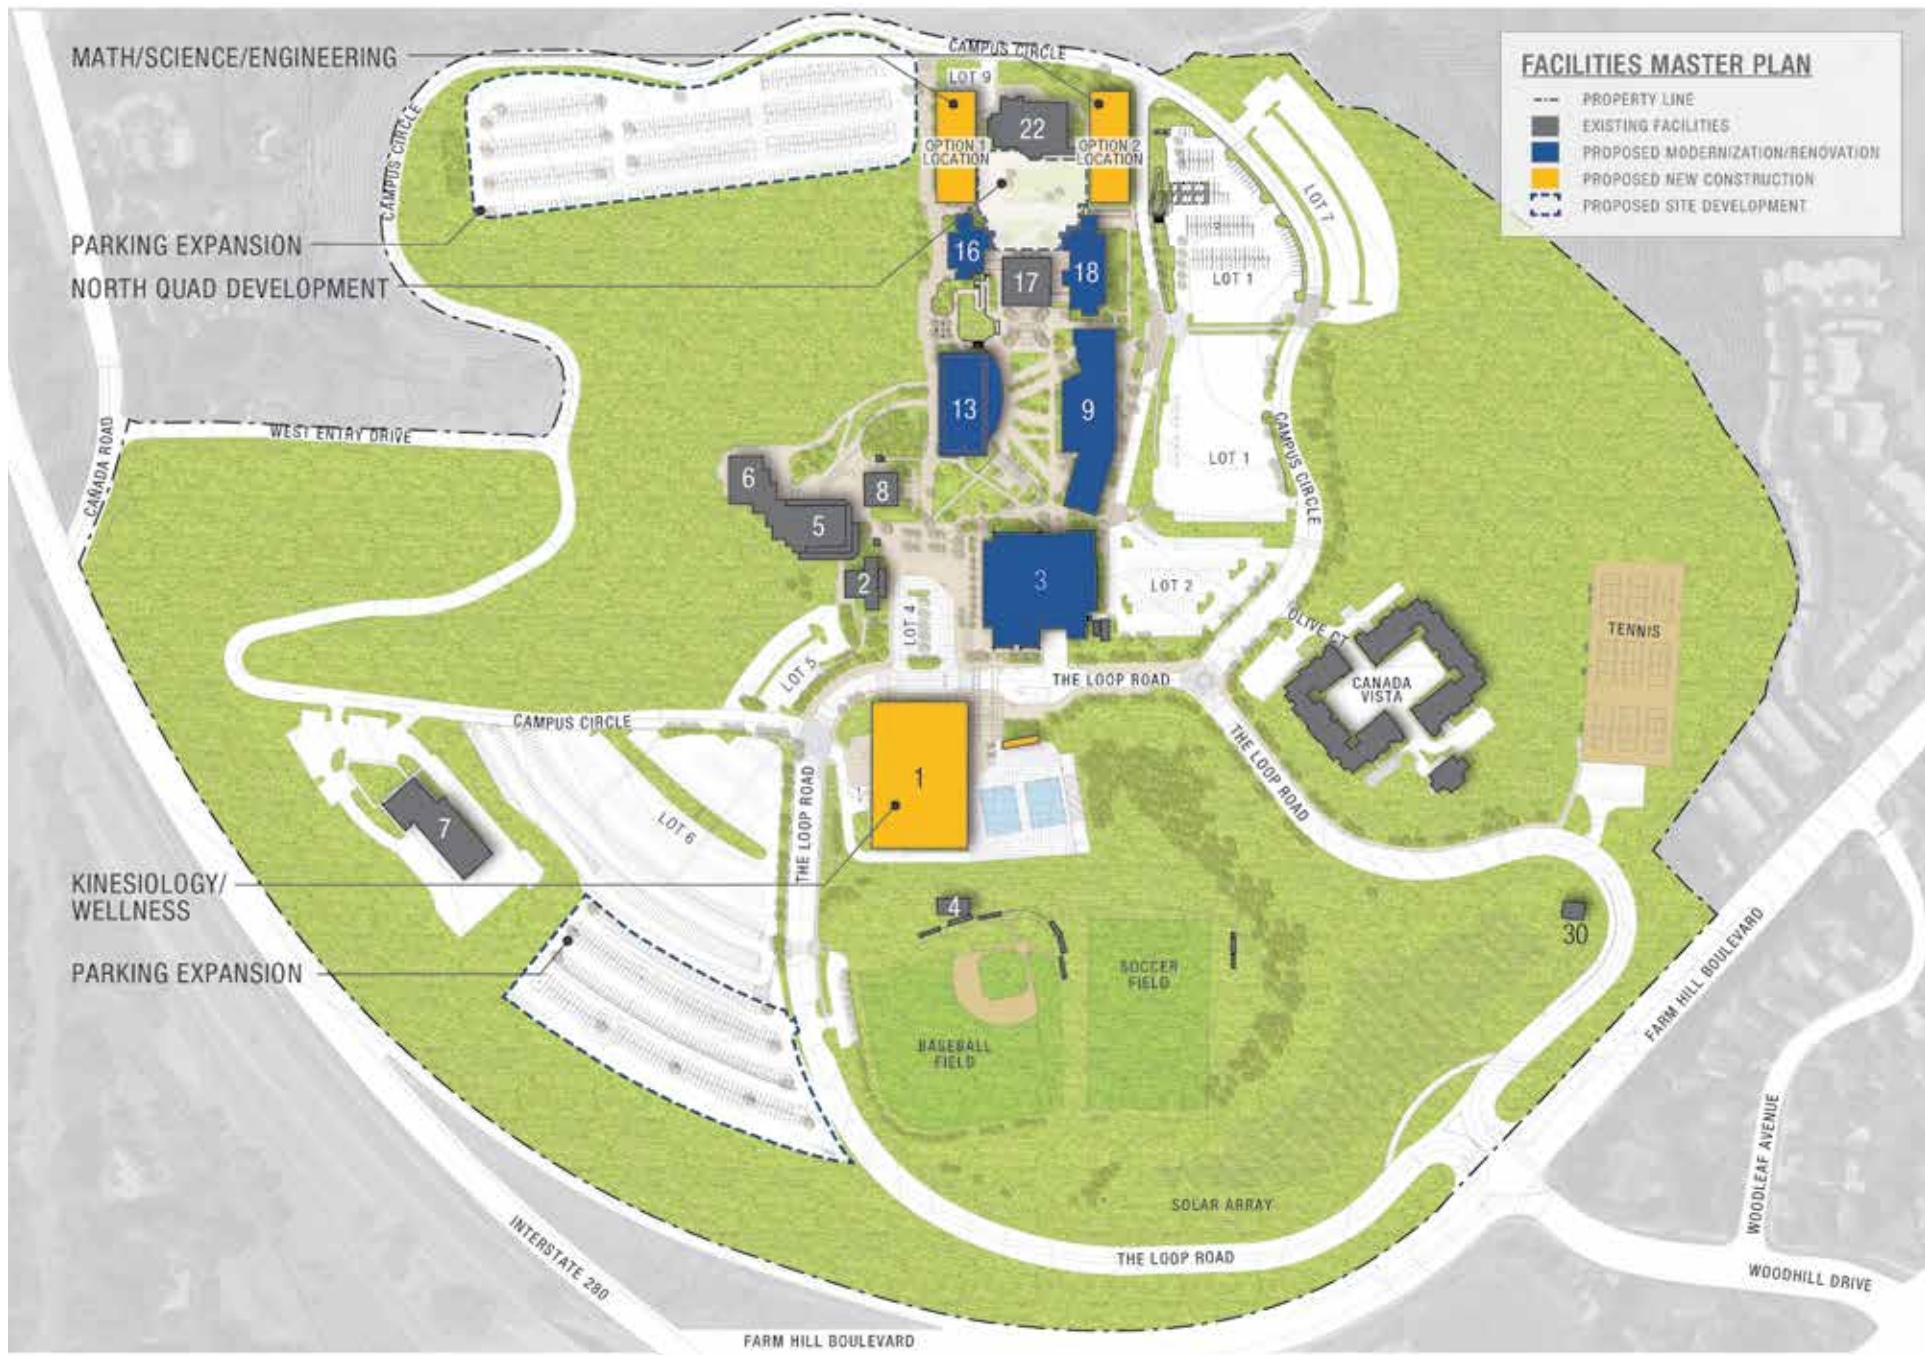 MATH/SCIENCE/ENGINEERING
PARKING EXPANSION
NORTH QUAD DEVELOPMENT
KINESIOLOGY/
WELLNESS
PARKING EXPANSION
FACILITIES MASTER PLAN
PROPERTY LINE
EXISTING FACILITIES
PROPOSED MODERNIZATION/RENOVATION
PROPOSED NEW CONSTRUCTION
PROPOSED SITE DEVELOPMENT
CAMPUS CIRCLE
CAMPUS CIRCLE
LOT 9
22
OPTION 1
LOCATION
OPTION 2
LOCATION
LOT 7
16
17
18
LOT 1
CAÑADA ROAD
WEST ENTRY DRIVE
13
9
LOT 1
CAMPUS CIRCLE
6
8
5
2
3
LOT 4
LOT 2
OLIVE CT
TENNIS
CANADA
VISTA
LOT 5
THE LOOP ROAD
CAMPUS CIRCLE
THE LOOP ROAD
1
THE LOOP ROAD
LOT 6
7
4
30
SOCCER
FIELD
BASEBALL
FIELD
FARM HILL BOULEVARD
SOLAR ARRAY
THE LOOP ROAD
INTERSTATE 280
WOODLEAF AVENUE
WOODHILL DRIVE
FARM HILL BOULEVARD